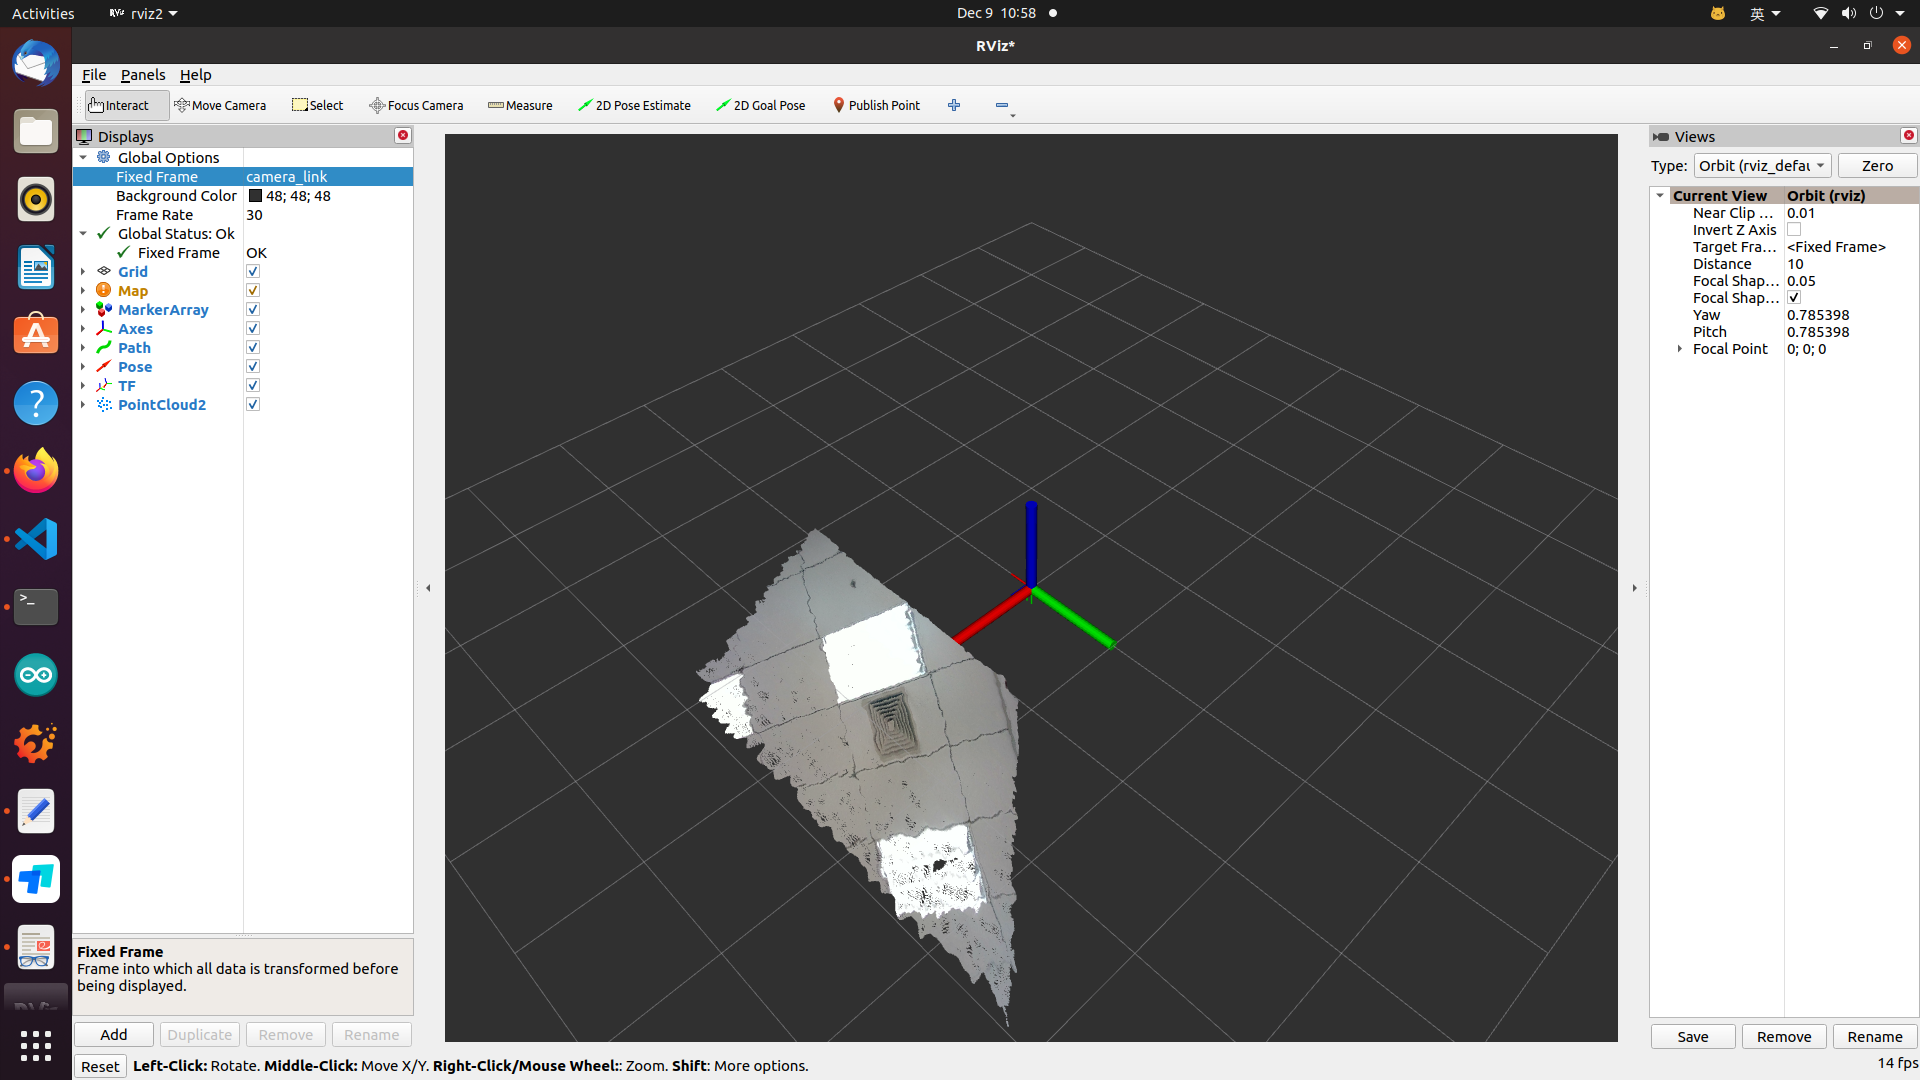 Activities
rviz2
Dec 9 10:58
英
RViz*
File Panels Help
Interact Move Camera Select Focus Camera Measure 2D Pose Estimate 2D Goal Pose Publish Point
Displays
Global Options
Fixed Frame camera_link
Background Color 48; 48; 48
Frame Rate 30
Global Status: Ok
Fixed Frame OK
Grid
Map
MarkerArray
Axes
Path
Pose
TF
PointCloud2
Fixed Frame
Frame into which all data is transformed before
being displayed.
Add Duplicate Remove Rename
Reset Left-Click: Rotate. Middle-Click: Move X/Y. Right-Click/Mouse Wheel:: Zoom. Shift: More options.
Views
Type: Orbit (rviz_defau Zero
Current View Orbit (rviz)
Near Clip … 0.01
Invert Z Axis
Target Fra… <Fixed Frame>
Distance 10
Focal Shap… 0.05
Focal Shap…
Yaw 0.785398
Pitch 0.785398
Focal Point 0; 0; 0
Save Remove Rename
14 fps